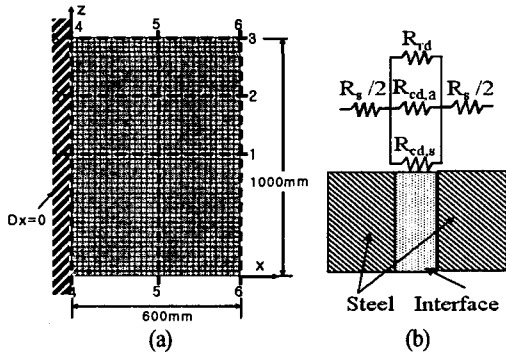 z
4
5
6
3
2
1
Dx=0
1000mm
x
4
5
6
600mm
(a)
R_rd
R_s /2
R_cd,a
R_s /2
R_cd,s
Steel
Interface
(b)